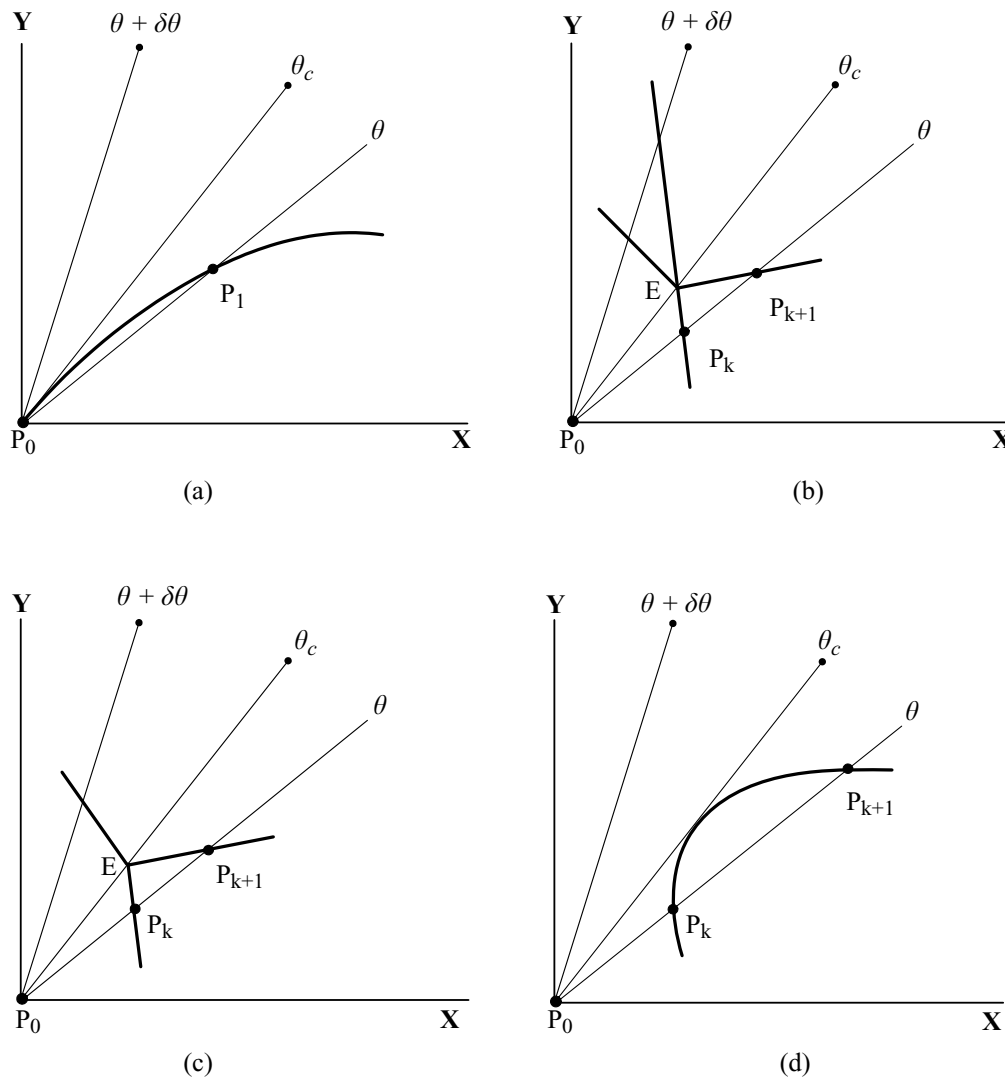 Y
θ + δθ
θc
θ
P1
P0
X
(a)
Y
θ + δθ
θc
θ
E
Pk+1
Pk
P0
X
(b)
Y
θ + δθ
θc
θ
E
Pk+1
Pk
P0
X
(c)
Y
θ + δθ
θc
θ
Pk+1
Pk
P0
X
(d)